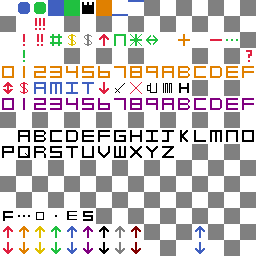 !!!
! !! # $ $ ↑ * ↔ + − ···
?
0123456789ABCDEF
↕ $ AMIT ↓ H
0123456789ABCDEF
ABCDEFGHIJKLMNO
PQRSTUVWXYZ
F···O·ES
↑↑↑↑↑↑↑↑↑ ↑
↓↓↓↓↓↓↓↓↓ ↓